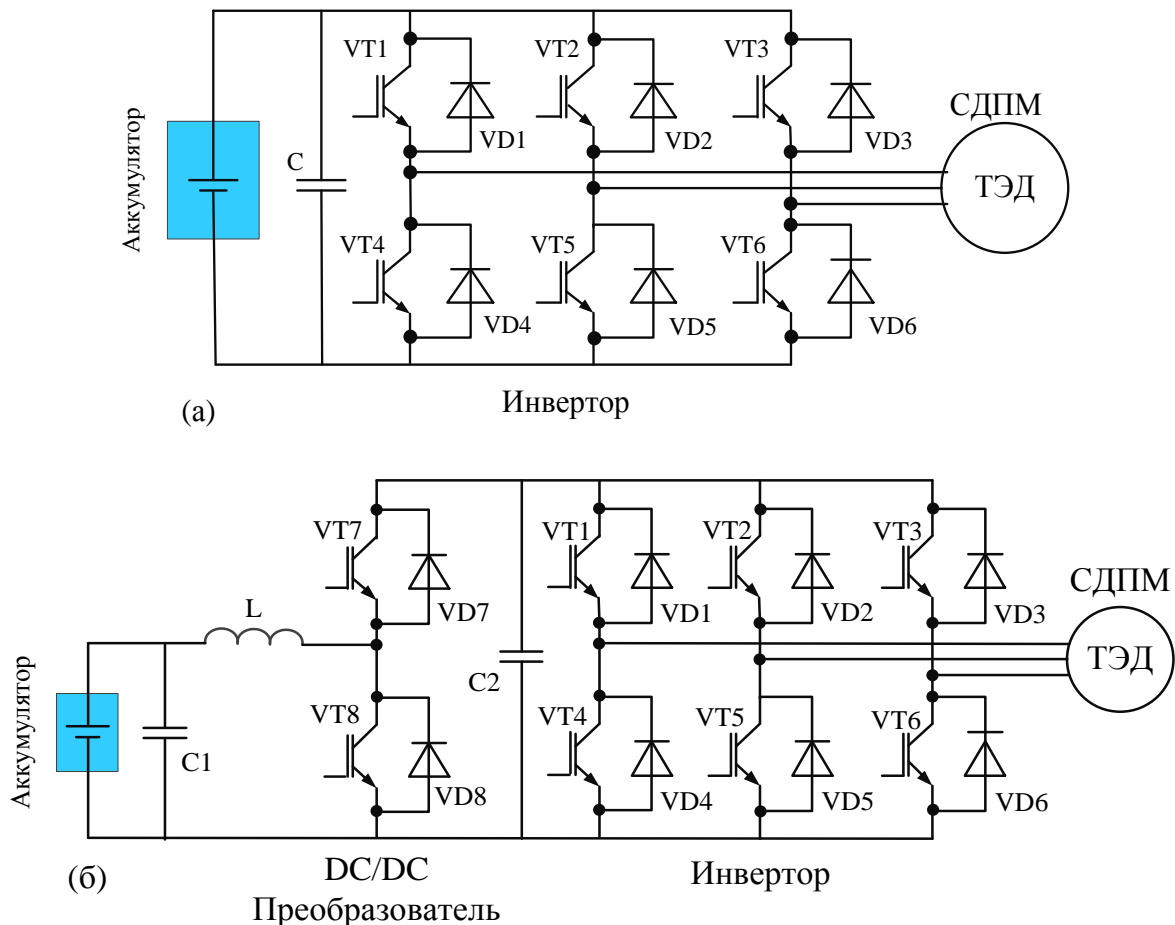 VT1
VT2
VT3
СДПМ
VD1
VD2
VD3
Аккумулятор
C
ТЭД
VT4
VT5
VT6
VD4
VD5
VD6
(а)
Инвертор
VT7
VT1
VT2
VT3
СДПМ
VD7
VD1
VD2
VD3
L
Аккумулятор
C2
ТЭД
VT8
VT4
VT5
VT6
C1
VD8
VD4
VD5
VD6
(б)
DC/DC
Преобразователь
Инвертор